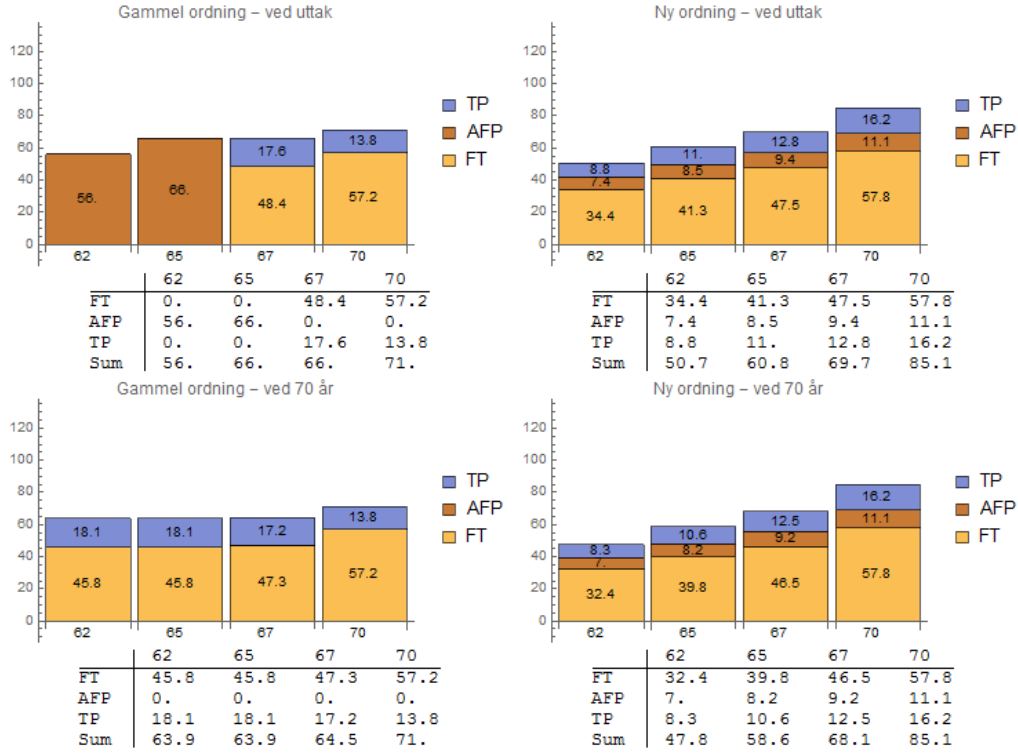 Gammel ordning – ved uttak
120
100
80
60
40
20
0
56.
66.
17.6
48.4
13.8
57.2
62 65 67 70
TP
AFP
FT
62 65 67 70
FT 0. 0. 48.4 57.2
AFP 56. 66. 0. 0.
TP 0. 0. 17.6 13.8
Sum 56. 66. 66. 71.
Ny ordning – ved uttak
120
100
80
60
40
20
0
8.8
7.4
34.4
11.
8.5
41.3
12.8
9.4
47.5
16.2
11.1
57.8
62 65 67 70
TP
AFP
FT
62 65 67 70
FT 34.4 41.3 47.5 57.8
AFP 7.4 8.5 9.4 11.1
TP 8.8 11. 12.8 16.2
Sum 50.7 60.8 69.7 85.1
Gammel ordning – ved 70 år
120
100
80
60
40
20
0
18.1
45.8
18.1
45.8
17.2
47.3
13.8
57.2
62 65 67 70
TP
AFP
FT
62 65 67 70
FT 45.8 45.8 47.3 57.2
AFP 0. 0. 0. 0.
TP 18.1 18.1 17.2 13.8
Sum 63.9 63.9 64.5 71.
Ny ordning – ved 70 år
120
100
80
60
40
20
0
8.3
7.
32.4
10.6
8.2
39.8
12.5
9.2
46.5
16.2
11.1
57.8
62 65 67 70
TP
AFP
FT
62 65 67 70
FT 32.4 39.8 46.5 57.8
AFP 7. 8.2 9.2 11.1
TP 8.3 10.6 12.5 16.2
Sum 47.8 58.6 68.1 85.1